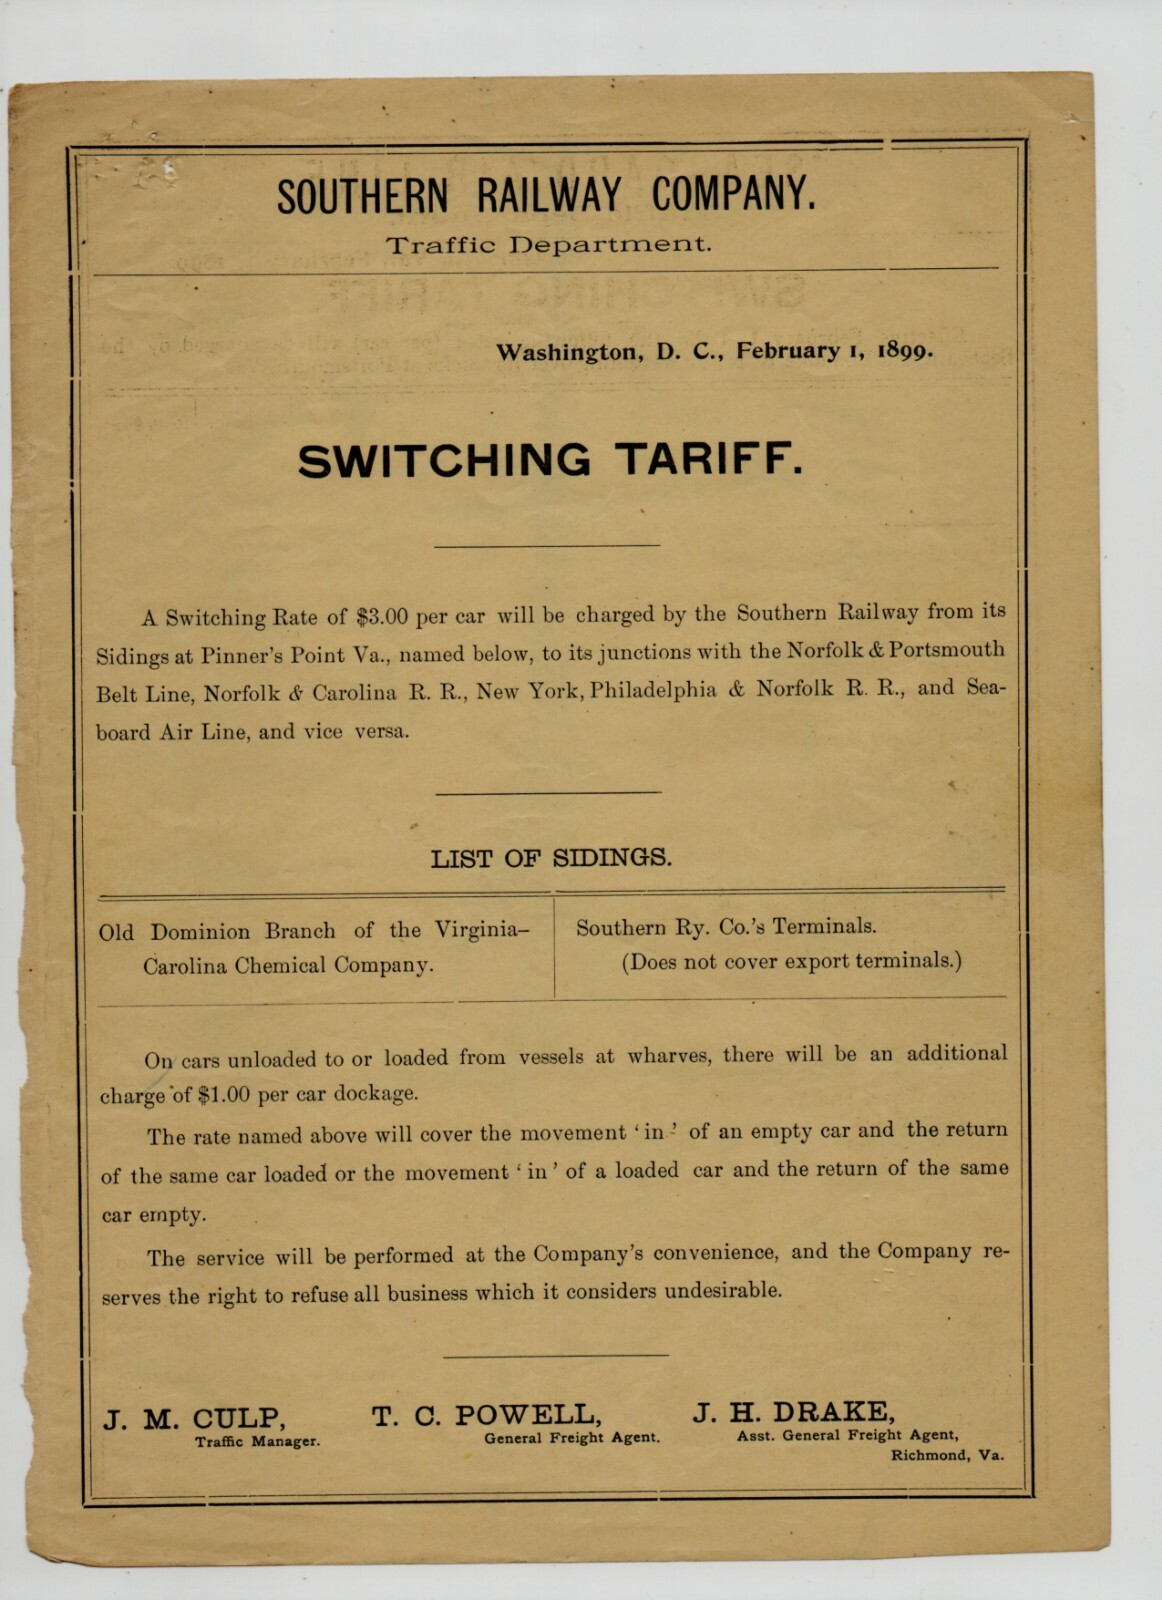 SOUTHERN RAILWAY COMPANY.
Traffic Department.
Washington, D. C., February 1, 1899.
SWITCHING TARIFF.
A Switching Rate of $3.00 per car will be charged by the Southern Railway from its
Sidings at Pinner's Point Va., named below, to its junctions with the Norfolk & Portsmouth
Belt Line, Norfolk & Carolina R. R., New York, Philadelphia & Norfolk R. R., and Sea-
board Air Line, and vice versa.
LIST OF SIDINGS.
Old Dominion Branch of the Virginia–
Carolina Chemical Company.
Southern Ry. Co.'s Terminals.
(Does not cover export terminals.)
On cars unloaded to or loaded from vessels at wharves, there will be an additional
charge of $1.00 per car dockage.
The rate named above will cover the movement ‘ in ’ of an empty car and the return
of the same car loaded or the movement ‘ in ’ of a loaded car and the return of the same
car empty.
The service will be performed at the Company's convenience, and the Company re-
serves the right to refuse all business which it considers undesirable.
J. M. CULP,
Traffic Manager.
T. C. POWELL,
General Freight Agent.
J. H. DRAKE,
Asst. General Freight Agent,
Richmond, Va.